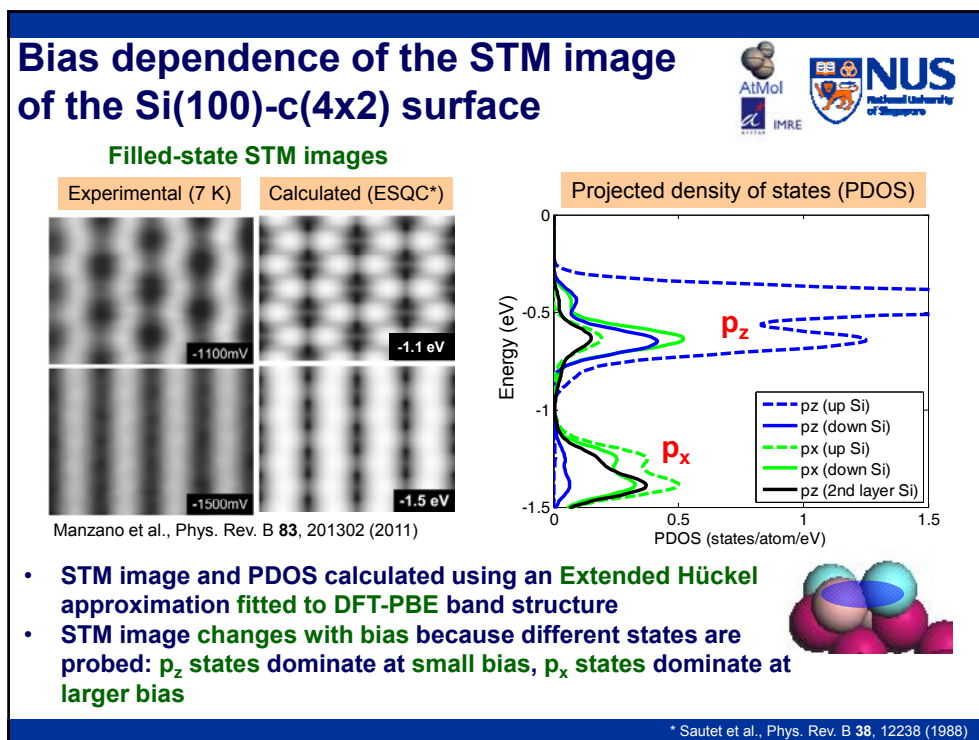 Bias dependence of the STM image
of the Si(100)-c(4x2) surface
AtMol
A*STAR
IMRE
NUS
National University
of Singapore
Filled-state STM images
Experimental (7 K)
Calculated (ESQC*)
-1100mV
-1.1 eV
-1500mV
-1.5 eV
Manzano et al., Phys. Rev. B 83, 201302 (2011)
Projected density of states (PDOS)
0
-0.5
-1
-1.5
Energy (eV)
pz
px
pz (up Si)
pz (down Si)
px (up Si)
px (down Si)
pz (2nd layer Si)
0
0.5
1
1.5
PDOS (states/atom/eV)
• STM image and PDOS calculated using an Extended Hückel
approximation fitted to DFT-PBE band structure
• STM image changes with bias because different states are
probed: pz states dominate at small bias, px states dominate at
larger bias
* Sautet et al., Phys. Rev. B 38, 12238 (1988)